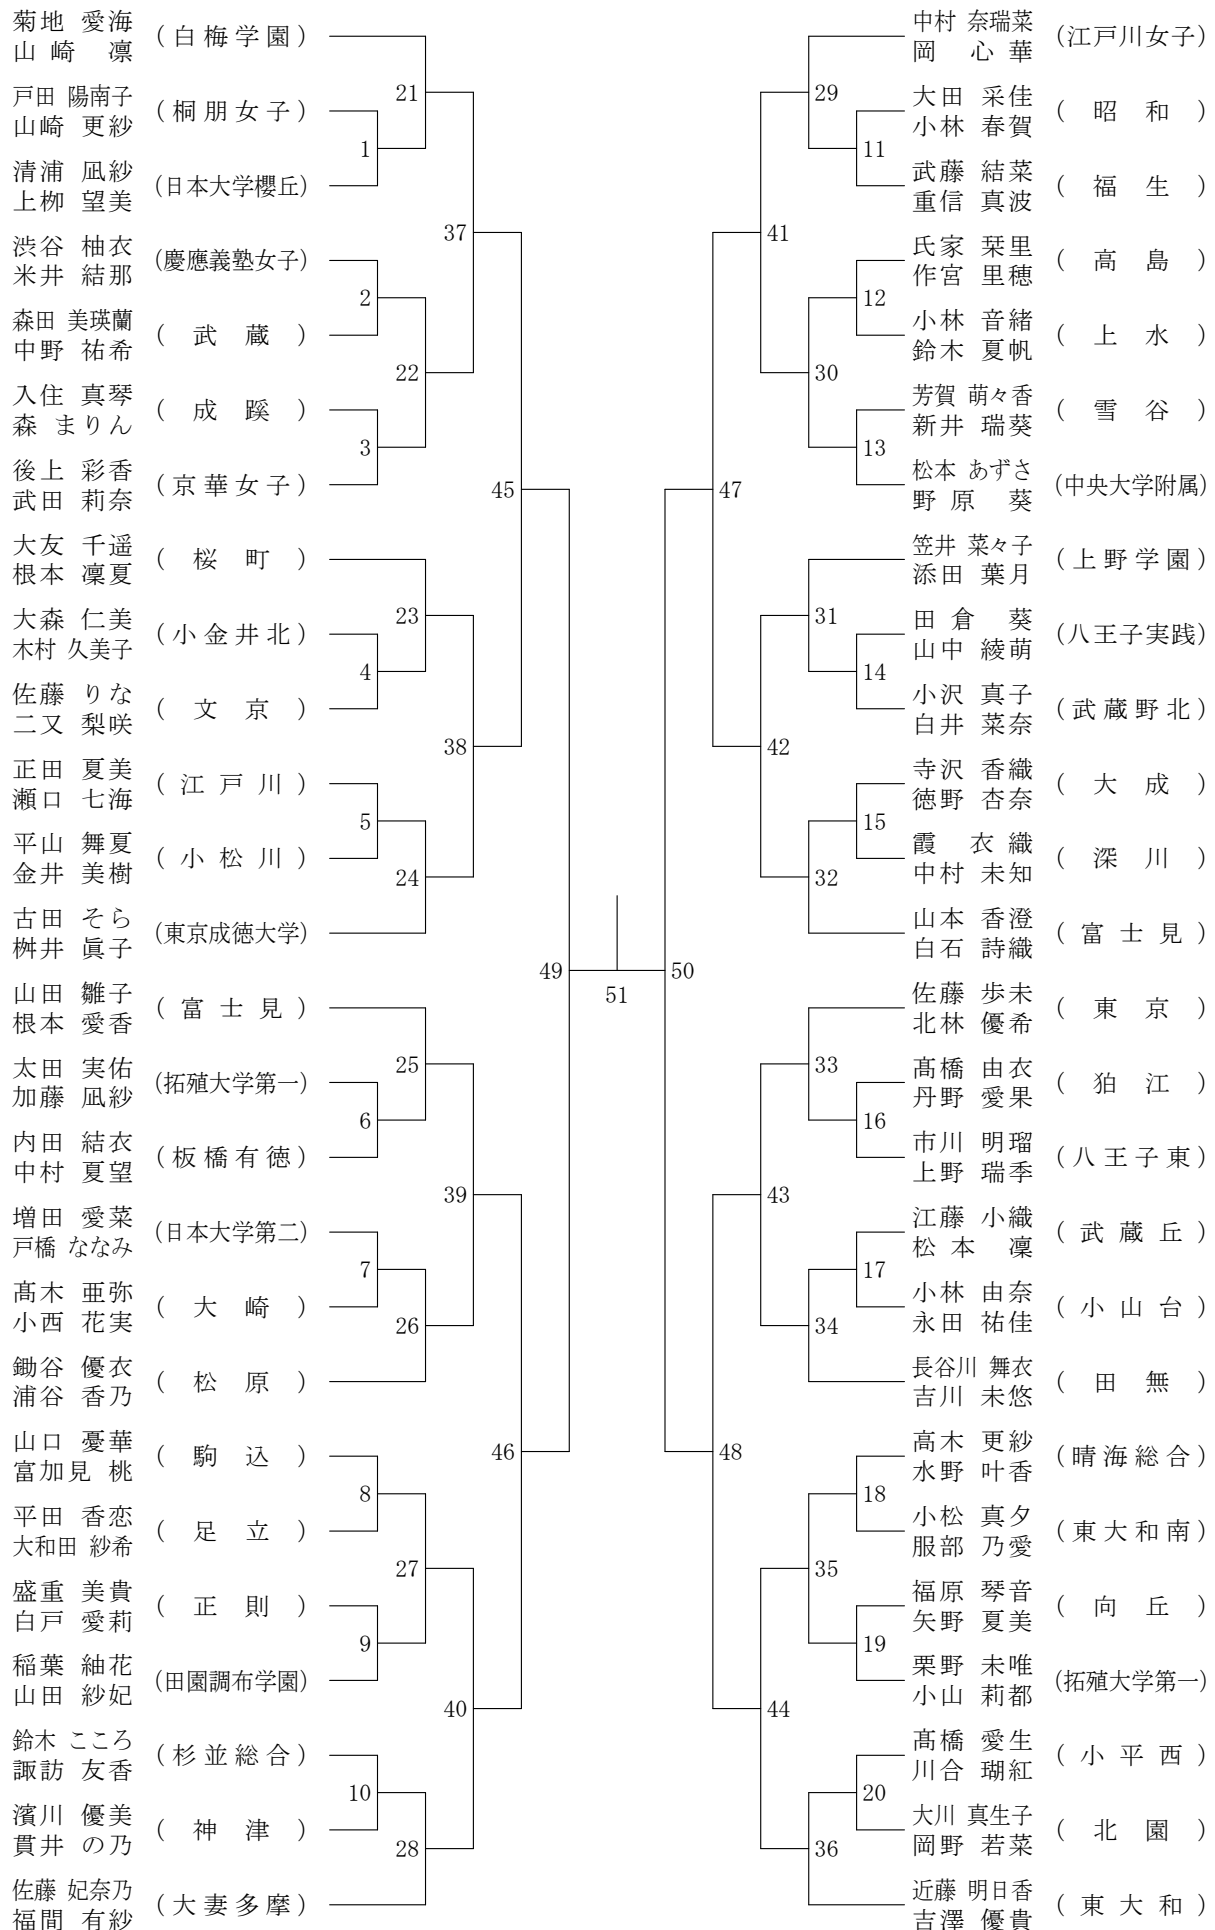 菊地 愛海
山崎 凛
(白梅学園)
戸田 陽南子
山崎 更紗
(桐朋女子)
清浦 凪紗
上栁 望美
(日本大学櫻丘)
渋谷 柚衣
米井 結那
(慶應義塾女子)
森田 美瑛蘭
中野 祐希
(武蔵)
入住 真琴
森 まりん
(成蹊)
後上 彩香
武田 莉奈
(京華女子)
大友 千遥
根本 凜夏
(桜町)
大森 仁美
木村 久美子
(小金井北)
佐藤 りな
二又 梨咲
(文京)
正田 夏美
瀬口 七海
(江戸川)
平山 舞夏
金井 美樹
(小松川)
古田 そら
桝井 眞子
(東京成徳大学)
山田 雛子
根本 愛香
(富士見)
太田 実佑
加藤 凪紗
(拓殖大学第一)
内田 結衣
中村 夏望
(板橋有徳)
増田 愛菜
戸橋 ななみ
(日本大学第二)
髙木 亜弥
小西 花実
(大崎)
鋤谷 優衣
浦谷 香乃
(松原)
山口 憂華
富加見 桃
(駒込)
平田 香恋
大和田 紗希
(足立)
盛重 美貴
白戸 愛莉
(正則)
稲葉 紬花
山田 紗妃
(田園調布学園)
鈴木 こころ
諏訪 友香
(杉並総合)
濱川 優美
貫井 の乃
(神津)
佐藤 妃奈乃
福間 有紗
(大妻多摩)
21
1
37
2
22
3
45
23
4
38
5
24
49
25
6
39
7
26
46
8
27
9
40
10
28
51
50
29
11
41
12
30
13
47
31
14
42
15
32
33
16
43
17
34
48
18
35
19
44
20
36
中村 奈瑞菜
岡 心華
(江戸川女子)
大田 采佳
小林 春賀
(昭和)
武藤 結菜
重信 真波
(福生)
氏家 栞里
作宮 里穂
(高島)
小林 音緒
鈴木 夏帆
(上水)
芳賀 萌々香
新井 瑞葵
(雪谷)
松本 あずさ
野原 葵
(中央大学附属)
笠井 菜々子
添田 葉月
(上野学園)
田倉 葵
山中 綾萌
(八王子実践)
小沢 真子
白井 菜奈
(武蔵野北)
寺沢 香織
徳野 杏奈
(大成)
霞 衣織
中村 未知
(深川)
山本 香澄
白石 詩織
(富士見)
佐藤 歩未
北林 優希
(東京)
髙橋 由衣
丹野 愛果
(狛江)
市川 明瑠
上野 瑞季
(八王子東)
江藤 小織
松本 凜
(武蔵丘)
小林 由奈
永田 祐佳
(小山台)
長谷川 舞衣
吉川 未悠
(田無)
高木 更紗
水野 叶香
(晴海総合)
小松 真夕
服部 乃愛
(東大和南)
福原 琴音
矢野 夏美
(向丘)
栗野 未唯
小山 莉都
(拓殖大学第一)
髙橋 愛生
川合 瑚紅
(小平西)
大川 真生子
岡野 若菜
(北園)
近藤 明日香
吉澤 優貴
(東大和)